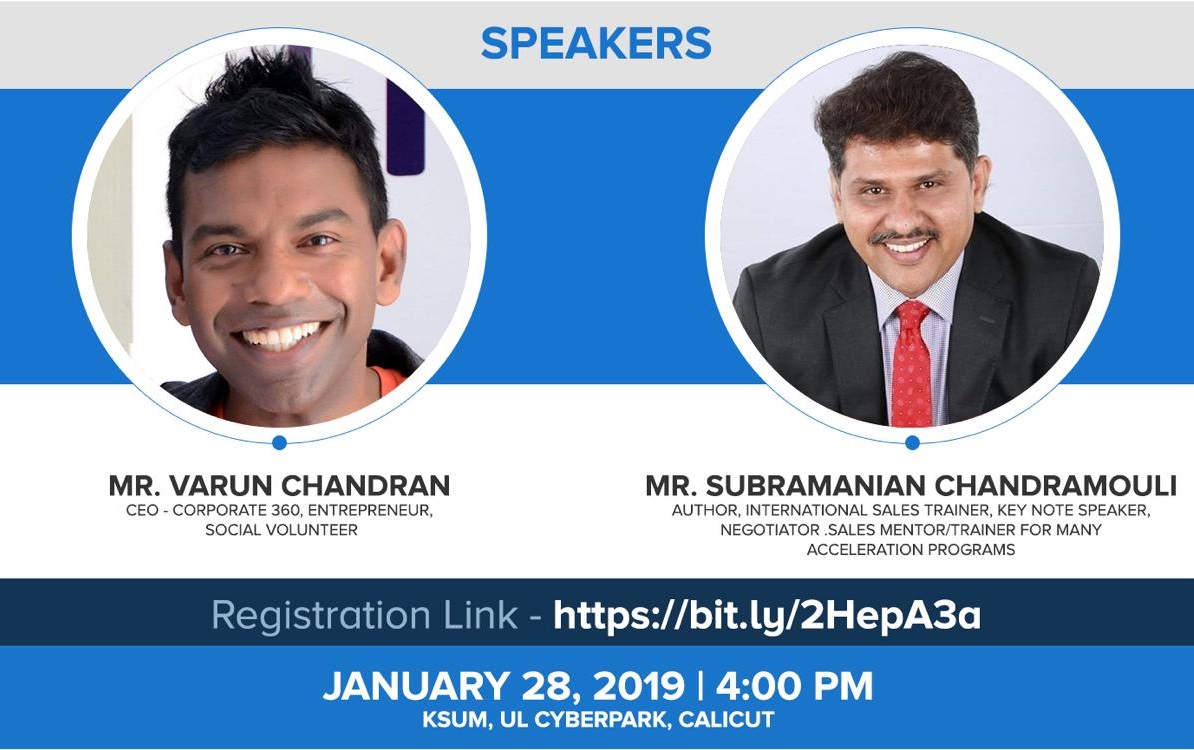 SPEAKERS
MR. VARUN CHANDRAN
CEO - CORPORATE 360, ENTREPRENEUR,
SOCIAL VOLUNTEER
MR. SUBRAMANIAN CHANDRAMOULI
AUTHOR, INTERNATIONAL SALES TRAINER, KEY NOTE SPEAKER,
NEGOTIATOR .SALES MENTOR/TRAINER FOR MANY
ACCELERATION PROGRAMS
Registration Link - https://bit.ly/2HepA3a
JANUARY 28, 2019 | 4:00 PM
KSUM, UL CYBERPARK, CALICUT